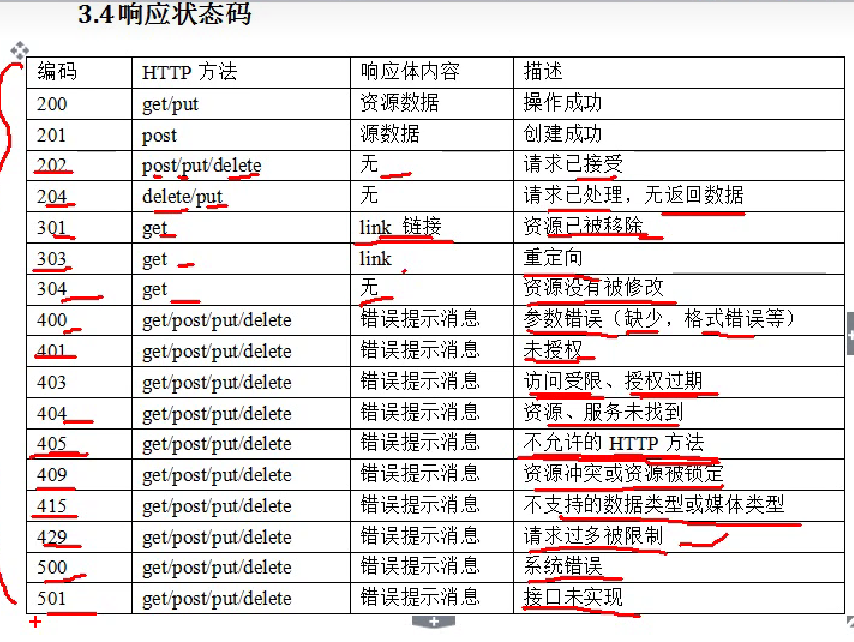 3.4响应状态码
编码 HTTP 方法 响应体内容 描述
200 get/put 资源数据 操作成功
201 post 源数据 创建成功
202 post/put/delete 无 请求已接受
204 delete/put 无 请求已处理，无返回数据
301 get link 链接 资源已被移除
303 get link 重定向
304 get 无 资源没有被修改
400 get/post/put/delete 错误提示消息 参数错误（缺少，格式错误等）
401 get/post/put/delete 错误提示消息 未授权
403 get/post/put/delete 错误提示消息 访问受限、授权过期
404 get/post/put/delete 错误提示消息 资源、服务未找到
405 get/post/put/delete 错误提示消息 不允许的 HTTP 方法
409 get/post/put/delete 错误提示消息 资源冲突或资源被锁定
415 get/post/put/delete 错误提示消息 不支持的数据类型或媒体类型
429 get/post/put/delete 错误提示消息 请求过多被限制
500 get/post/put/delete 错误提示消息 系统错误
501 get/post/put/delete 错误提示消息 接口未实现